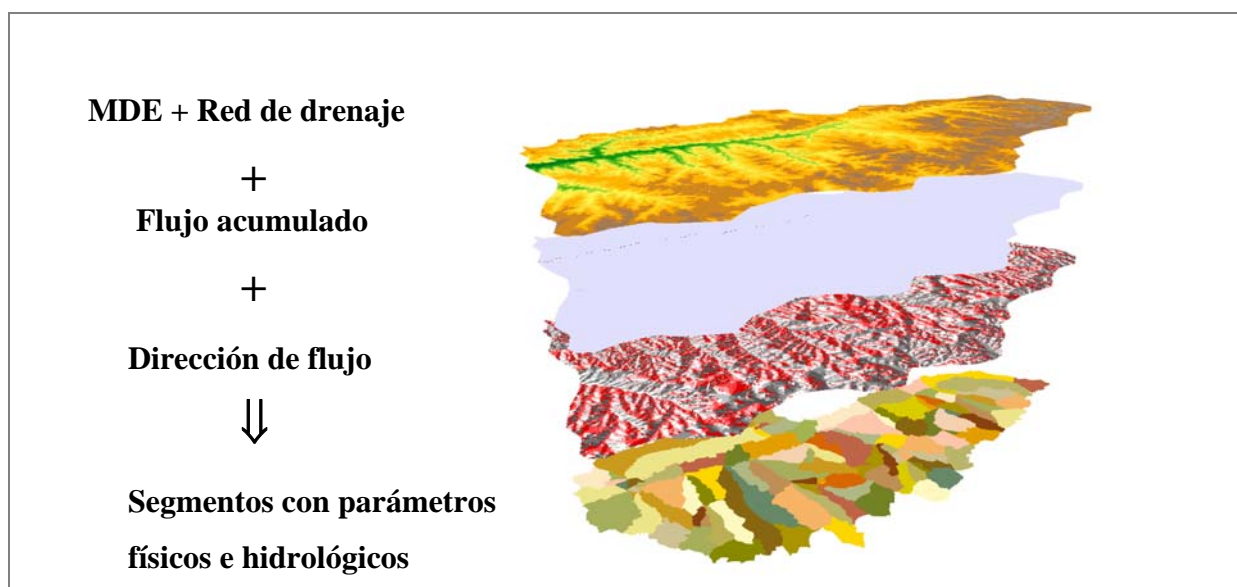 MDE + Red de drenaje
+
Flujo acumulado
+
Dirección de flujo
⇓
Segmentos con parámetros
físicos e hidrológicos